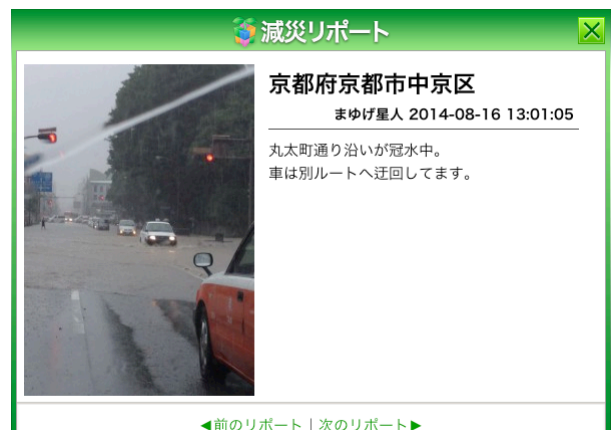 減災リポート
京都府京都市中京区
まゆげ星人 2014-08-16 13:01:05
丸太町通り沿いが冠水中。
車は別ルートへ迂回してます。
◀前のリポート | 次のリポート▶